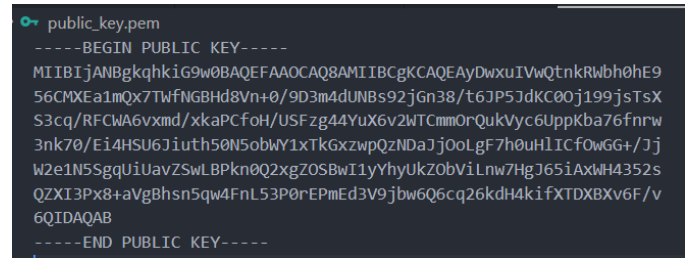 public_key.pem
-----BEGIN PUBLIC KEY-----
MIIBIjANBgkqhkiG9w0BAQEFAAOCAQ8AMIIBCgKCAQEAyDwxuIVwQtnkRWbh0hE9
56CMXEa1mQx7TWfNGBHd8Vn+0/9D3m4dUNBs92jGn38/t6JP5JdKC0Oj199jsTsX
S3cq/RFCWA6vxmd/xkaPCfoH/USFzg44YuX6v2WTCmmOrQukVyc6UppKba76fnrw
3nk70/Ei4HSU6Jiuth50N5obWY1xTkGxzwpQzNDaJjOoLgF7h0uHlICfOwGG+/Jj
W2e1N5SgqUiUavZSwLBPkn0Q2xgZOSBwI1yYhyUkZObViLnw7HgJ65iAxWH4352s
QZXI3Px8+aVgBhsn5qw4FnL53P0rEPmEd3V9jbw6Q6cq26kdH4kifXTDXBXv6F/v
6QIDAQAB
-----END PUBLIC KEY-----